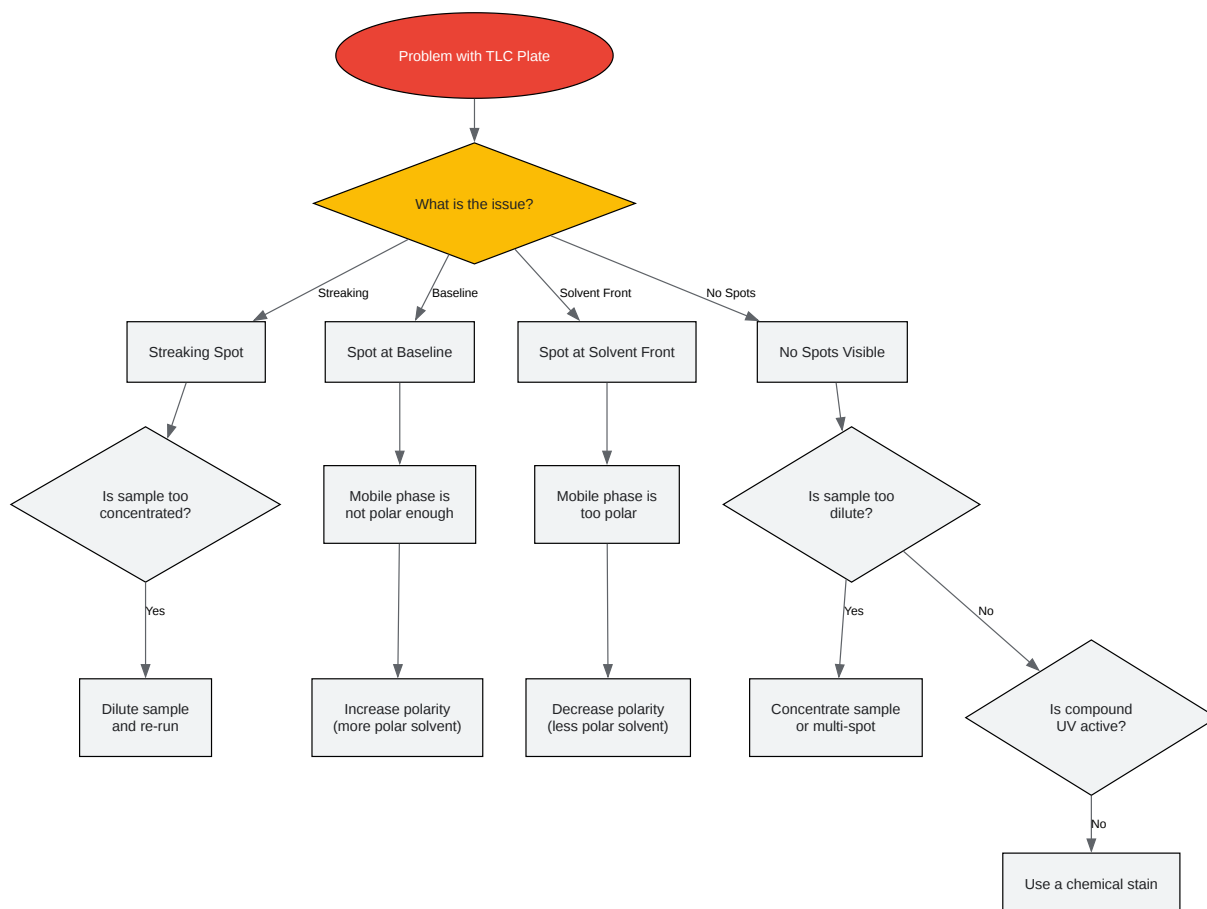 Problem with TLC Plate
What is the issue?
Streaking
Baseline
Solvent Front
No Spots
Streaking Spot
Spot at Baseline
Spot at Solvent Front
No Spots Visible
Is sample too
concentrated?
Mobile phase is
not polar enough
Mobile phase is
too polar
Is sample too
dilute?
Yes
Yes
No
Dilute sample
and re-run
Increase polarity
(more polar solvent)
Decrease polarity
(less polar solvent)
Concentrate sample
or multi-spot
Is compound
UV active?
No
Use a chemical stain